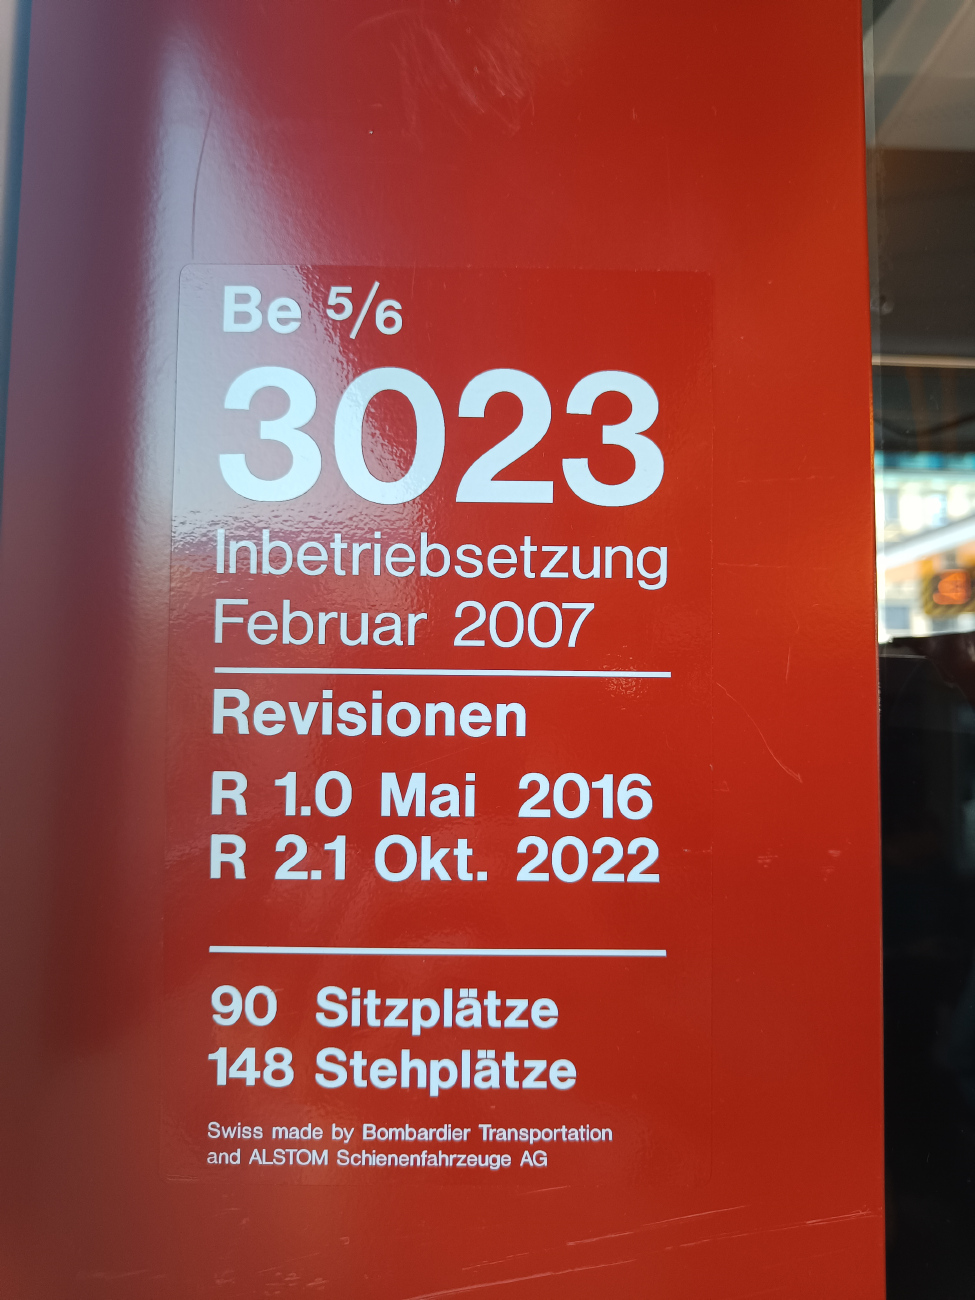 Be 5/6
3023
Inbetriebsetzung
Februar 2007
Revisionen
R 1.0 Mai 2016
R 2.1 Okt. 2022
90 Sitzplätze
148 Stehplätze
Swiss made by Bombardier Transportation
and ALSTOM Schienenfahrzeuge AG